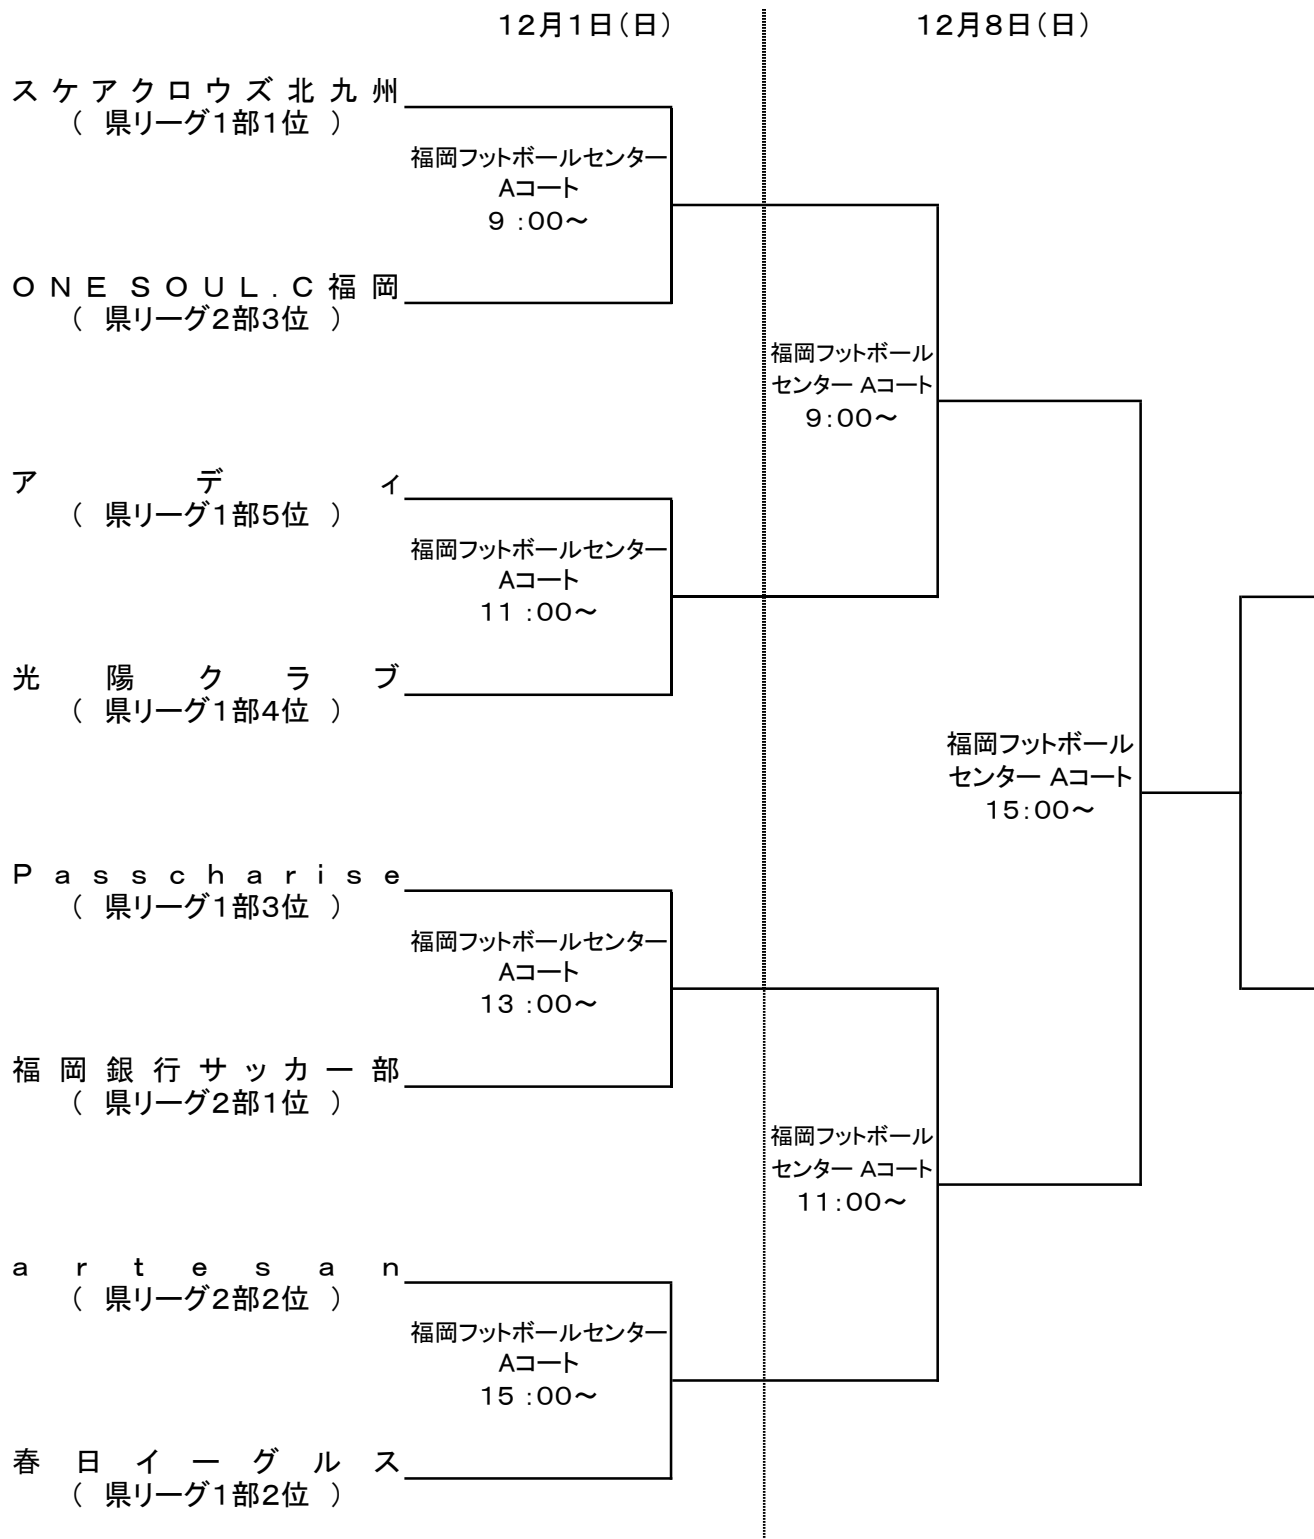 12月1日(日)
12月8日(日)
スケアクロウズ北九州
( 県リーグ1部1位 )
福岡フットボールセンター
Aコート
9 :00~
ONE SOUL.C福岡
( 県リーグ2部3位 )
福岡フットボール
センター Aコート
9:00~
アディ
( 県リーグ1部5位 )
福岡フットボールセンター
Aコート
11 :00~
光陽クラブ
( 県リーグ1部4位 )
福岡フットボール
センター Aコート
15:00~
Passcharise
( 県リーグ1部3位 )
福岡フットボールセンター
Aコート
13 :00~
福岡銀行サッカー部
( 県リーグ2部1位 )
福岡フットボール
センター Aコート
11:00~
artesan
( 県リーグ2部2位 )
福岡フットボールセンター
Aコート
15 :00~
春日イーグルス
( 県リーグ1部2位 )